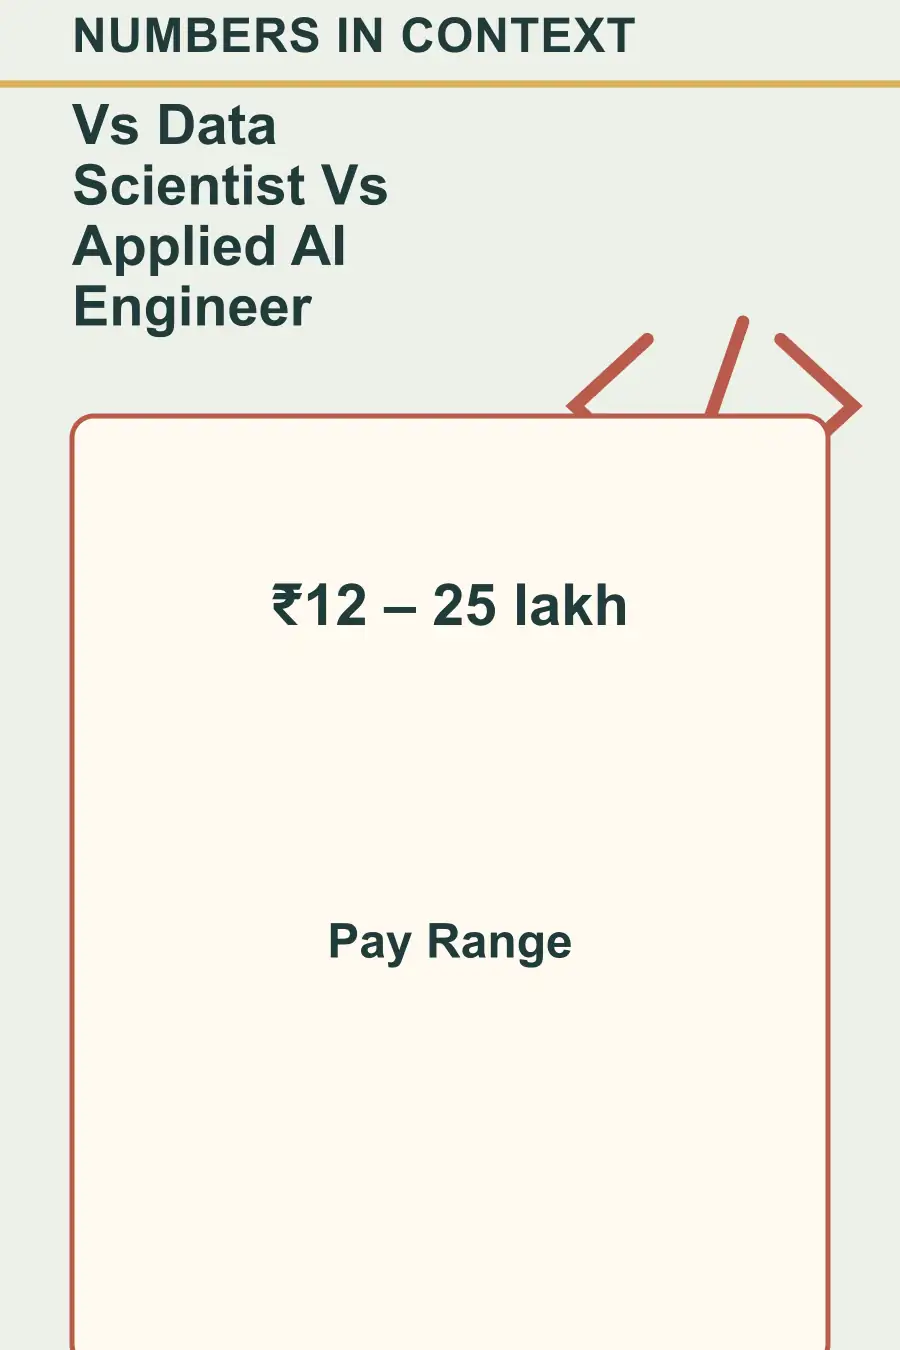 NUMBERS IN CONTEXT
Vs Data
Scientist Vs
Applied AI
Engineer
₹12 – 25 lakh
Pay Range